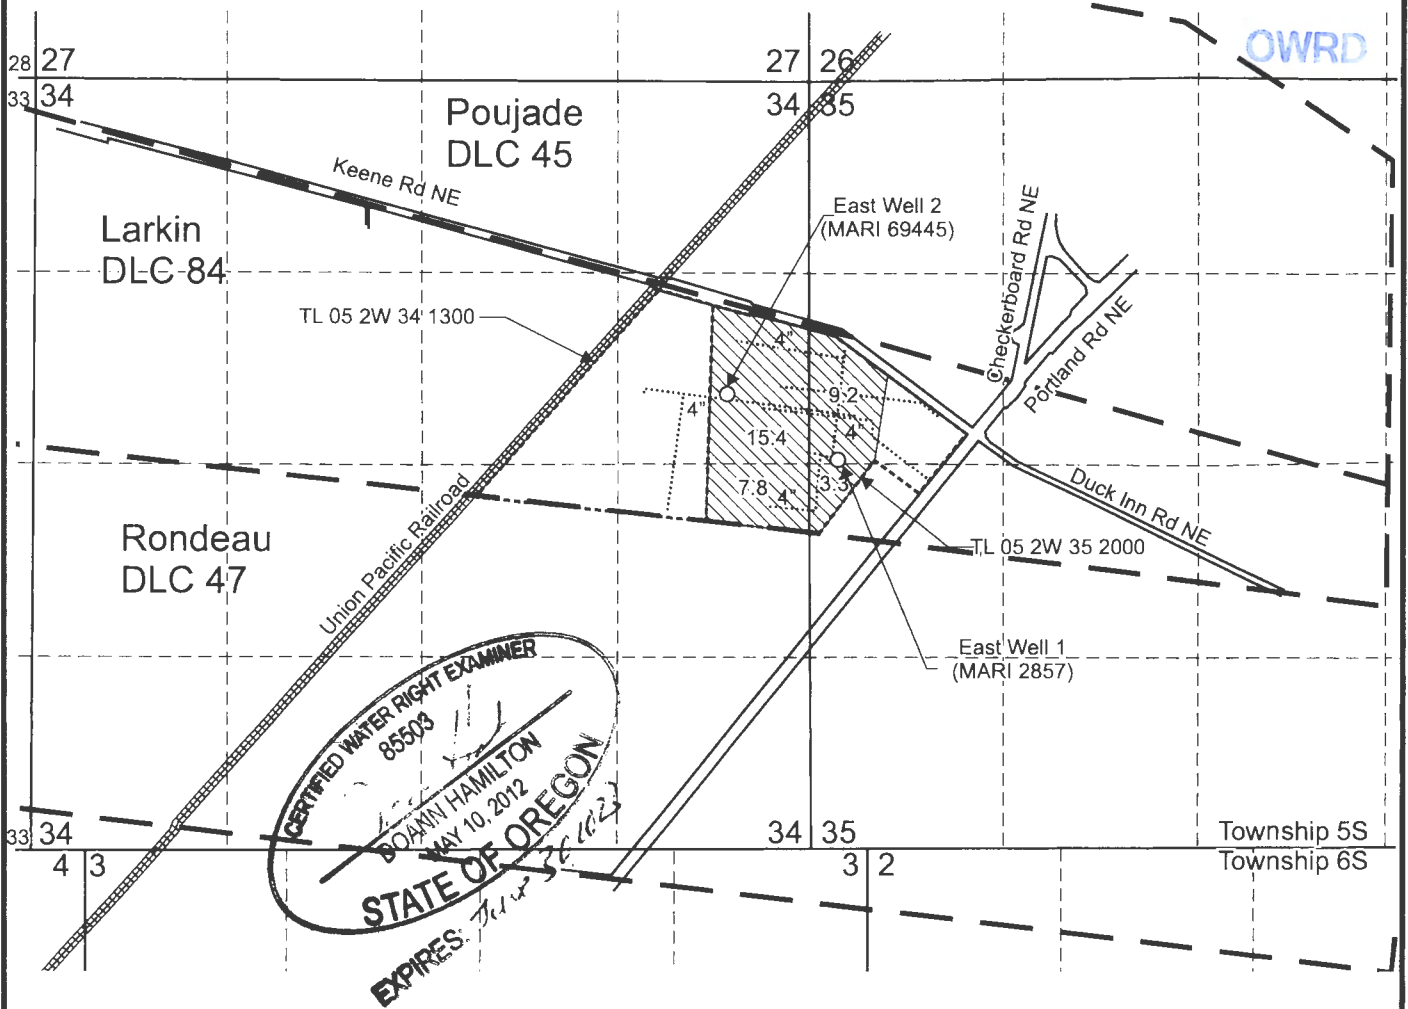 OWRD
28 27
27 26
33 34
34 35
Poujade
DLC 45
Keene Rd NE
Larkin
DLC 84
East Well 2
(MARI 69445)
Checkerboard Rd NE
Portland Rd NE
TL 05 2W 34 1300
4"
9.2
4"
15.4
4"
7.8
4"
3.3
Duck Inn Rd NE
TL 05 2W 35 2000
Union Pacific Railroad
Rondeau
DLC 47
East Well 1
(MARI 2857)
CERTIFIED WATER RIGHT EXAMINER
85503
DOANN HAMILTON
MAY 10, 2012
STATE OF OREGON
EXPIRES:
33 34
34 35
Township 5S
4 3
3 2
Township 6S